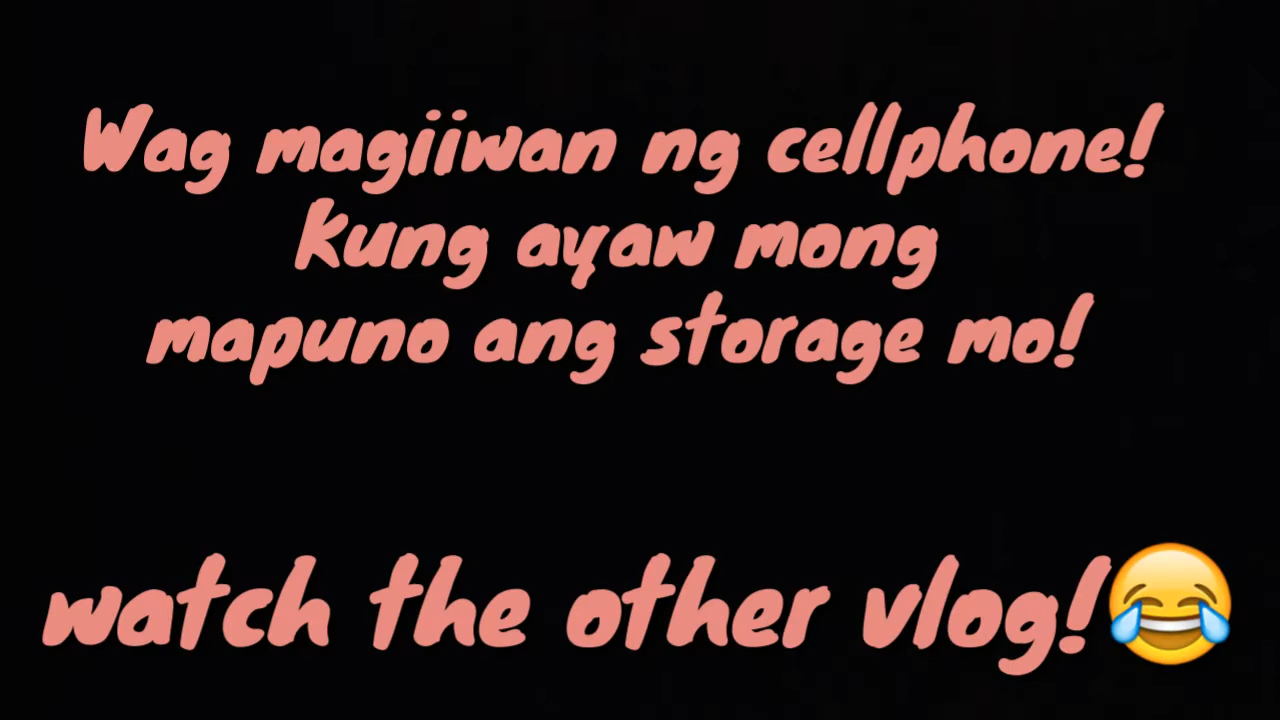 Wag magiiwan ng cellphone!
Kung ayaw mong
mapuno ang storage mo!
watch the other vlog!😂